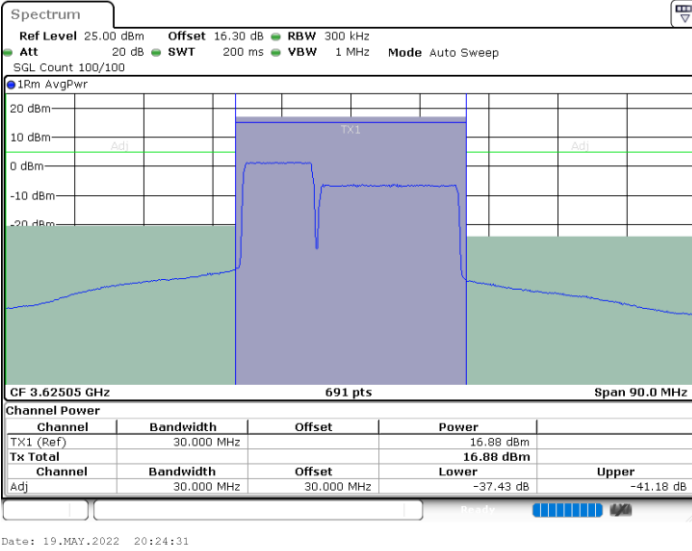 Spectrum
Ref Level 25.00 dBm Offset 16.30 dB RBW 300 kHz
Att 20 dB SWT 200 ms VBW 1 MHz Mode Auto Sweep
SGL Count 100/100
1Rm AvgPwr
20 dBm
TX1
10 dBm
Adj Adj
0 dBm
-10 dBm
-20 dBm
CF 3.62505 GHz 691 pts Span 90.0 MHz
Channel Power
Channel Bandwidth Offset Power
TX1 (Ref) 30.000 MHz 16.88 dBm
Tx Total 16.88 dBm
Channel Bandwidth Offset Lower Upper
Adj 30.000 MHz 30.000 MHz -37.43 dB -41.18 dB
Ready
Date: 19.MAY.2022 20:24:31